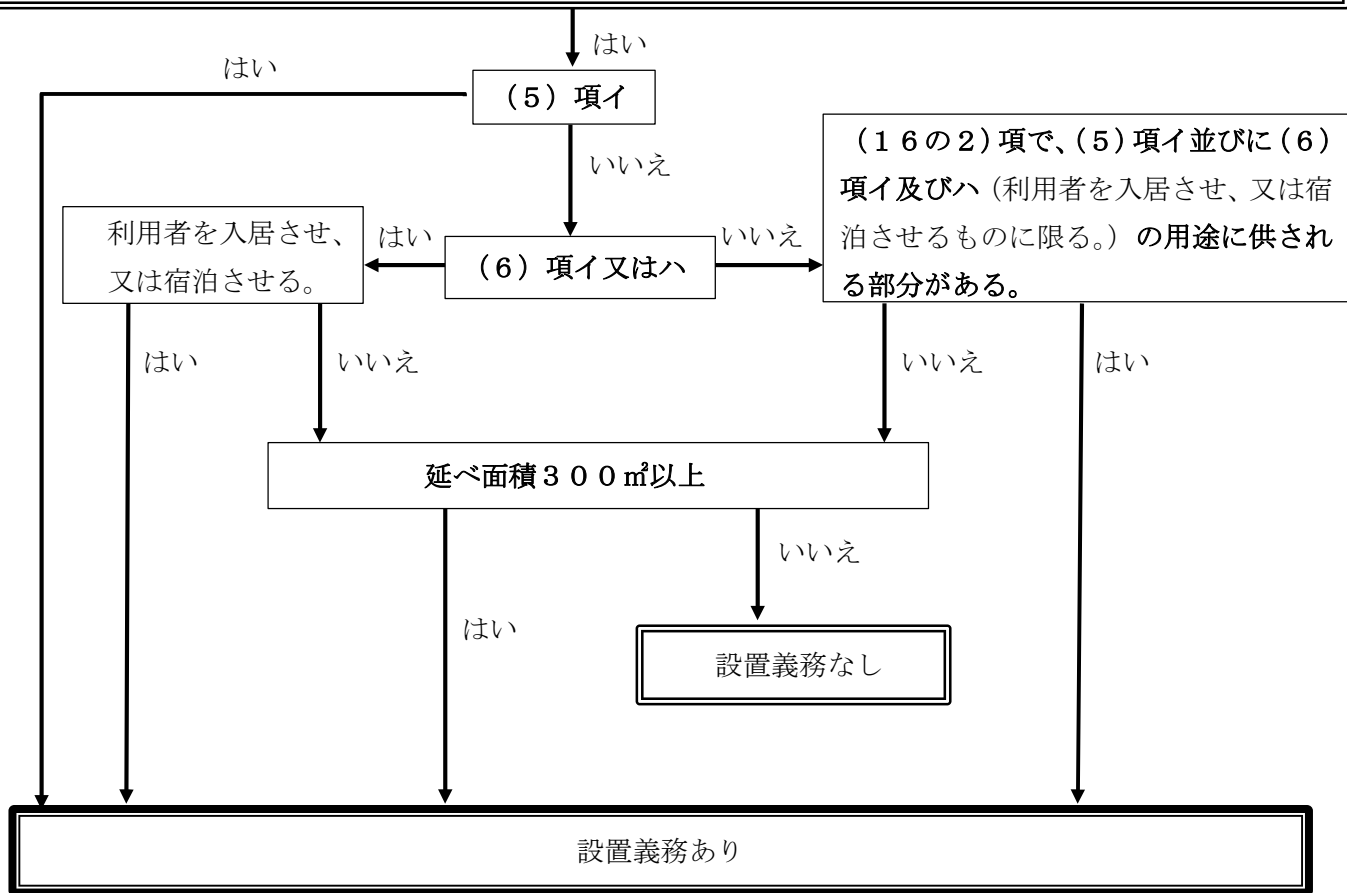 はい
はい
(5)項イ
いいえ
(16の2)項で、(5)項イ並びに(6)
項イ及びハ(利用者を入居させ、又は宿
泊させるものに限る。)の用途に供され
る部分がある。
利用者を入居させ、
又は宿泊させる。
はい
(6)項イ又はハ
いいえ
はい
いいえ
いいえ
はい
延べ面積300㎡以上
いいえ
はい
設置義務なし
設置義務あり